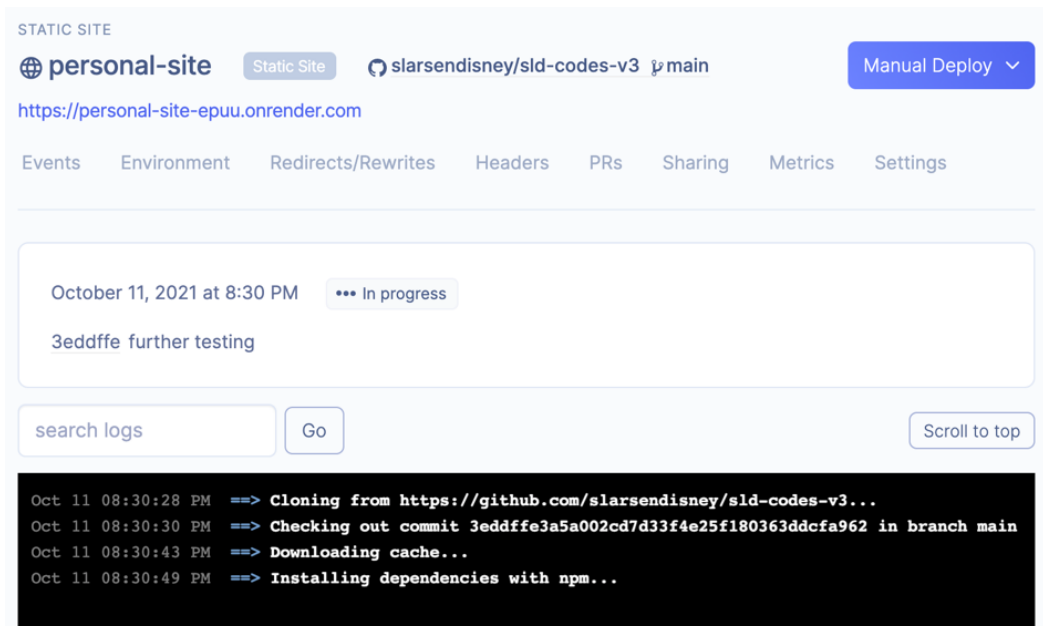 STATIC SITE
personal-site Static Site slarsendisney/sld-codes-v3 main Manual Deploy
https://personal-site-epuu.onrender.com
Events Environment Redirects/Rewrites Headers PRs Sharing Metrics Settings
October 11, 2021 at 8:30 PM ••• In progress
3eddffe further testing
search logs Go Scroll to top
Oct 11 08:30:28 PM ==> Cloning from https://github.com/slarsendisney/sld-codes-v3...
Oct 11 08:30:30 PM ==> Checking out commit 3eddffe3a5a002cd7d33f4e25f180363ddcfa962 in branch main
Oct 11 08:30:43 PM ==> Downloading cache...
Oct 11 08:30:49 PM ==> Installing dependencies with npm...